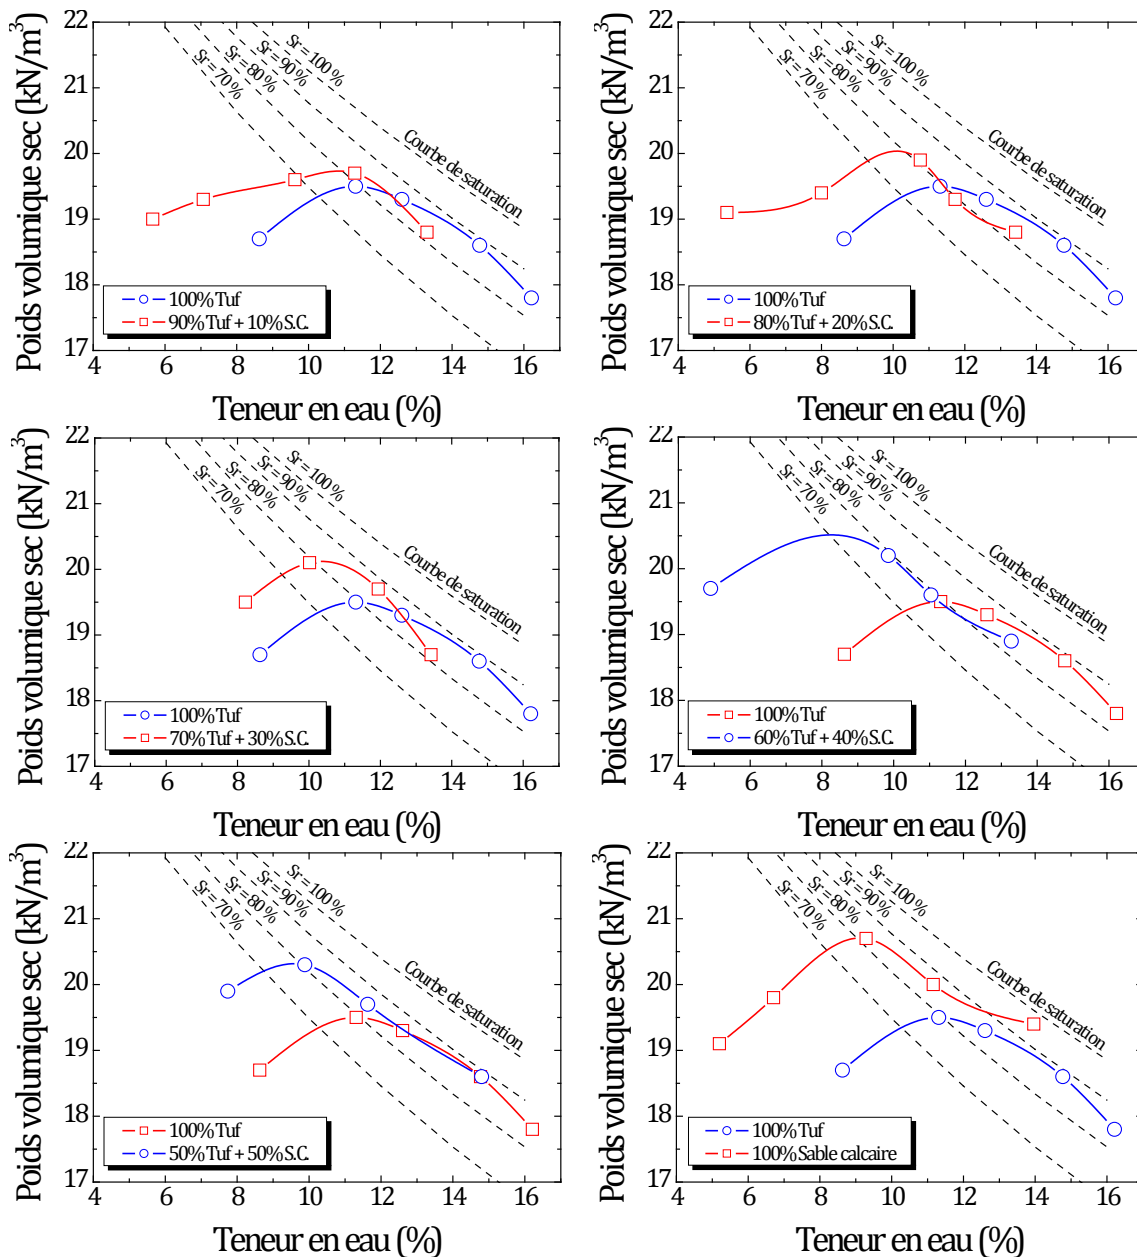 Poids volumique sec (kN/m³)
22
21
20
19
18
17
Sr = 100%
Sr = 90%
Sr = 80%
Sr = 70%
Courbe de saturation
100% Tuf
90% Tuf + 10% S.C.
4 6 8 10 12 14 16
Teneur en eau (%)
Poids volumique sec (kN/m³)
22
21
20
19
18
17
Sr = 100%
Sr = 90%
Sr = 80%
Sr = 70%
Courbe de saturation
100% Tuf
80% Tuf + 20% S.C.
4 6 8 10 12 14 16
Teneur en eau (%)
Poids volumique sec (kN/m³)
22
21
20
19
18
17
Sr = 100%
Sr = 90%
Sr = 80%
Sr = 70%
Courbe de saturation
100% Tuf
70% Tuf + 30% S.C.
4 6 8 10 12 14 16
Teneur en eau (%)
Poids volumique sec (kN/m³)
22
21
20
19
18
17
Sr = 100%
Sr = 90%
Sr = 80%
Sr = 70%
Courbe de saturation
100% Tuf
60% Tuf + 40% S.C.
4 6 8 10 12 14 16
Teneur en eau (%)
Poids volumique sec (kN/m³)
22
21
20
19
18
17
Sr = 100%
Sr = 90%
Sr = 80%
Sr = 70%
Courbe de saturation
100% Tuf
50% Tuf + 50% S.C.
4 6 8 10 12 14 16
Teneur en eau (%)
Poids volumique sec (kN/m³)
22
21
20
19
18
17
Sr = 100%
Sr = 90%
Sr = 80%
Sr = 70%
Courbe de saturation
100% Tuf
100% Sable calcaire
4 6 8 10 12 14 16
Teneur en eau (%)